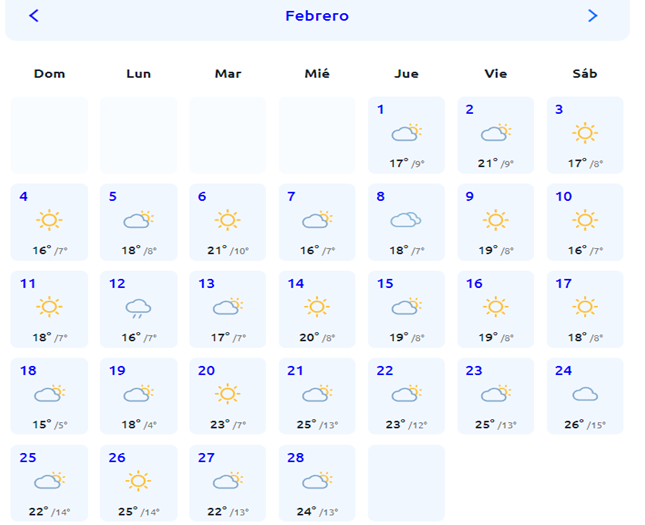 Febrero
Dom Lun Mar Mié Jue Vie Sáb
1 2 3
17° /9° 21° /9° 17° /8°
4 5 6 7 8 9 10
16° /7° 18° /8° 21° /10° 16° /7° 18° /7° 19° /8° 16° /7°
11 12 13 14 15 16 17
18° /7° 16° /7° 17° /7° 20° /8° 19° /8° 19° /8° 18° /8°
18 19 20 21 22 23 24
15° /5° 18° /4° 23° /7° 25° /13° 23° /12° 25° /13° 26° /15°
25 26 27 28
22° /14° 25° /14° 22° /13° 24° /13°